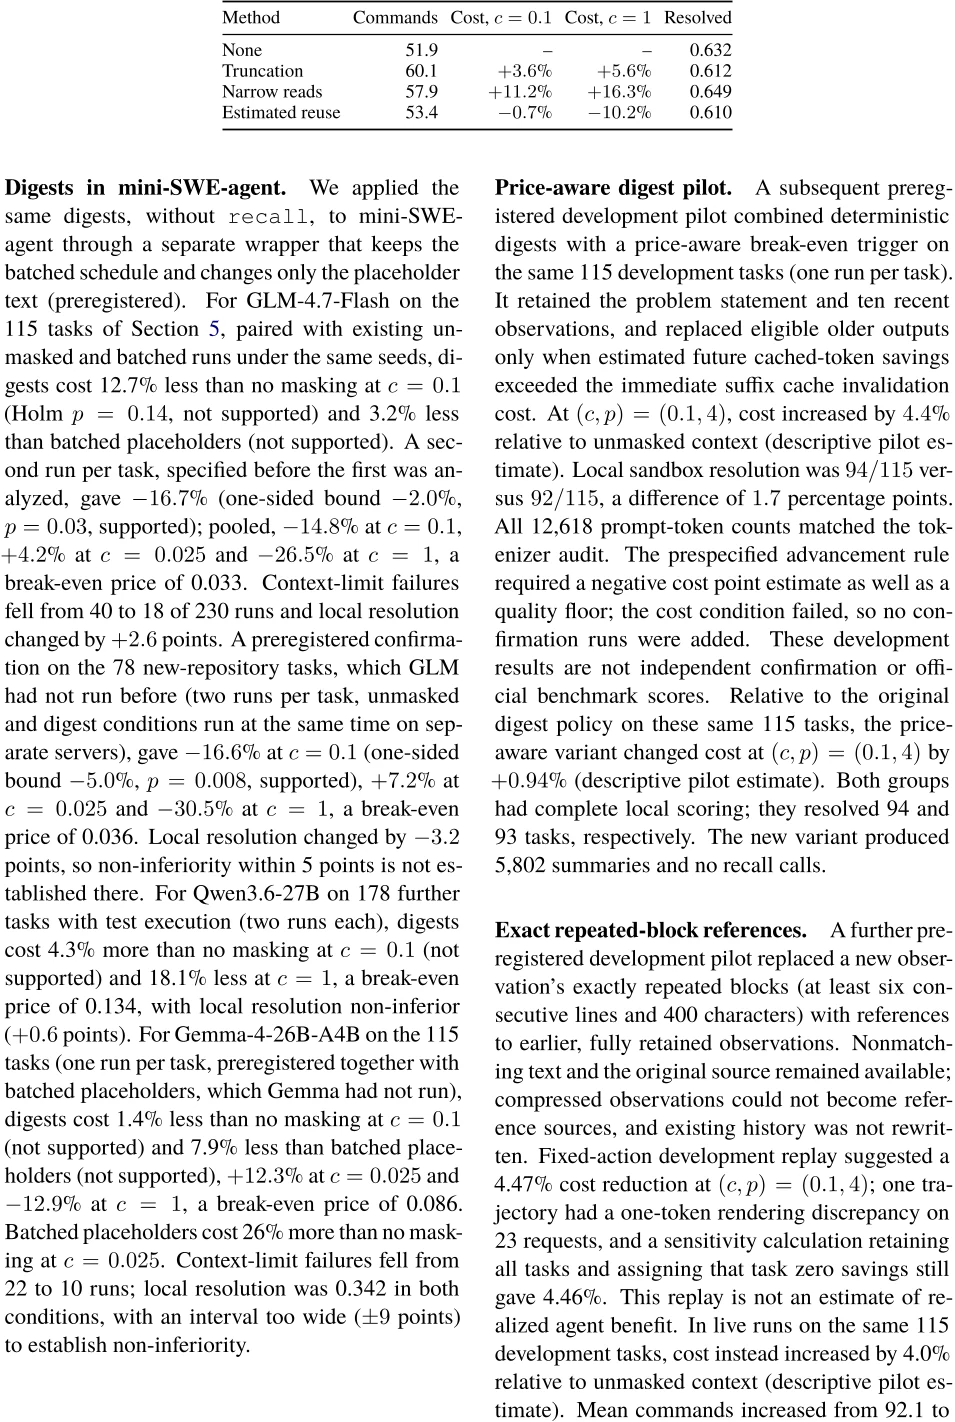 Method Commands Cost, c = 0.1 Cost, c = 1 Resolved
None 51.9 – – 0.632
Truncation 60.1 +3.6% +5.6% 0.612
Narrow reads 57.9 +11.2% +16.3% 0.649
Estimated reuse 53.4 −0.7% −10.2% 0.610
Digests in mini-SWE-agent. We applied the
same digests, without recall, to mini-SWE-
agent through a separate wrapper that keeps the
batched schedule and changes only the placeholder
text (preregistered). For GLM-4.7-Flash on the
115 tasks of Section 5, paired with existing un-
masked and batched runs under the same seeds, di-
gests cost 12.7% less than no masking at c = 0.1
(Holm p = 0.14, not supported) and 3.2% less
than batched placeholders (not supported). A sec-
ond run per task, specified before the first was an-
alyzed, gave −16.7% (one-sided bound −2.0%,
p = 0.03, supported); pooled, −14.8% at c = 0.1,
+4.2% at c = 0.025 and −26.5% at c = 1, a
break-even price of 0.033. Context-limit failures
fell from 40 to 18 of 230 runs and local resolution
changed by +2.6 points. A preregistered confirma-
tion on the 78 new-repository tasks, which GLM
had not run before (two runs per task, unmasked
and digest conditions run at the same time on sep-
arate servers), gave −16.6% at c = 0.1 (one-sided
bound −5.0%, p = 0.008, supported), +7.2% at
c = 0.025 and −30.5% at c = 1, a break-even
price of 0.036. Local resolution changed by −3.2
points, so non-inferiority within 5 points is not es-
tablished there. For Qwen3.6-27B on 178 further
tasks with test execution (two runs each), digests
cost 4.3% more than no masking at c = 0.1 (not
supported) and 18.1% less at c = 1, a break-even
price of 0.134, with local resolution non-inferior
(+0.6 points). For Gemma-4-26B-A4B on the 115
tasks (one run per task, preregistered together with
batched placeholders, which Gemma had not run),
digests cost 1.4% less than no masking at c = 0.1
(not supported) and 7.9% less than batched place-
holders (not supported), +12.3% at c = 0.025 and
−12.9% at c = 1, a break-even price of 0.086.
Batched placeholders cost 26% more than no mask-
ing at c = 0.025. Context-limit failures fell from
22 to 10 runs; local resolution was 0.342 in both
conditions, with an interval too wide (±9 points)
to establish non-inferiority.
Price-aware digest pilot. A subsequent prereg-
istered development pilot combined deterministic
digests with a price-aware break-even trigger on
the same 115 development tasks (one run per task).
It retained the problem statement and ten recent
observations, and replaced eligible older outputs
only when estimated future cached-token savings
exceeded the immediate suffix cache invalidation
cost. At (c, p) = (0.1, 4), cost increased by 4.4%
relative to unmasked context (descriptive pilot es-
timate). Local sandbox resolution was 94/115 ver-
sus 92/115, a difference of 1.7 percentage points.
All 12,618 prompt-token counts matched the tok-
enizer audit. The prespecified advancement rule
required a negative cost point estimate as well as a
quality floor; the cost condition failed, so no con-
firmation runs were added. These development
results are not independent confirmation or offi-
cial benchmark scores. Relative to the original
digest policy on these same 115 tasks, the price-
aware variant changed cost at (c, p) = (0.1, 4) by
+0.94% (descriptive pilot estimate). Both groups
had complete local scoring; they resolved 94 and
93 tasks, respectively. The new variant produced
5,802 summaries and no recall calls.
Exact repeated-block references. A further pre-
registered development pilot replaced a new obser-
vation's exactly repeated blocks (at least six con-
secutive lines and 400 characters) with references
to earlier, fully retained observations. Nonmatch-
ing text and the original source remained available;
compressed observations could not become refer-
ence sources, and existing history was not rewrit-
ten. Fixed-action development replay suggested a
4.47% cost reduction at (c, p) = (0.1, 4); one tra-
jectory had a one-token rendering discrepancy on
23 requests, and a sensitivity calculation retaining
all tasks and assigning that task zero savings still
gave 4.46%. This replay is not an estimate of re-
alized agent benefit. In live runs on the same 115
development tasks, cost instead increased by 4.0%
relative to unmasked context (descriptive pilot es-
timate). Mean commands increased from 92.1 to